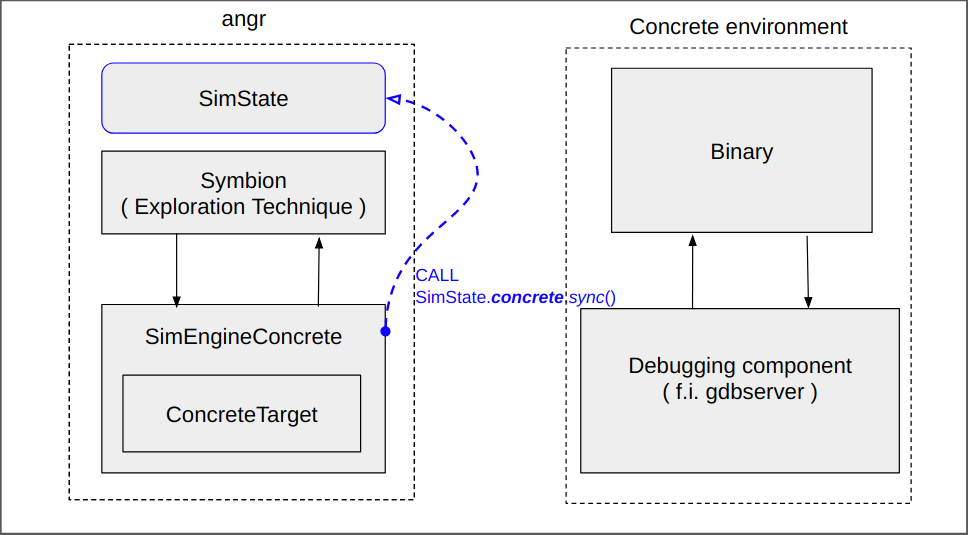 angr
SimState
Symbion
( Exploration Technique )
SimEngineConcrete
ConcreteTarget
CALL
SimState.concrete.sync()
Concrete environment
Binary
Debugging component
( f.i. gdbserver )